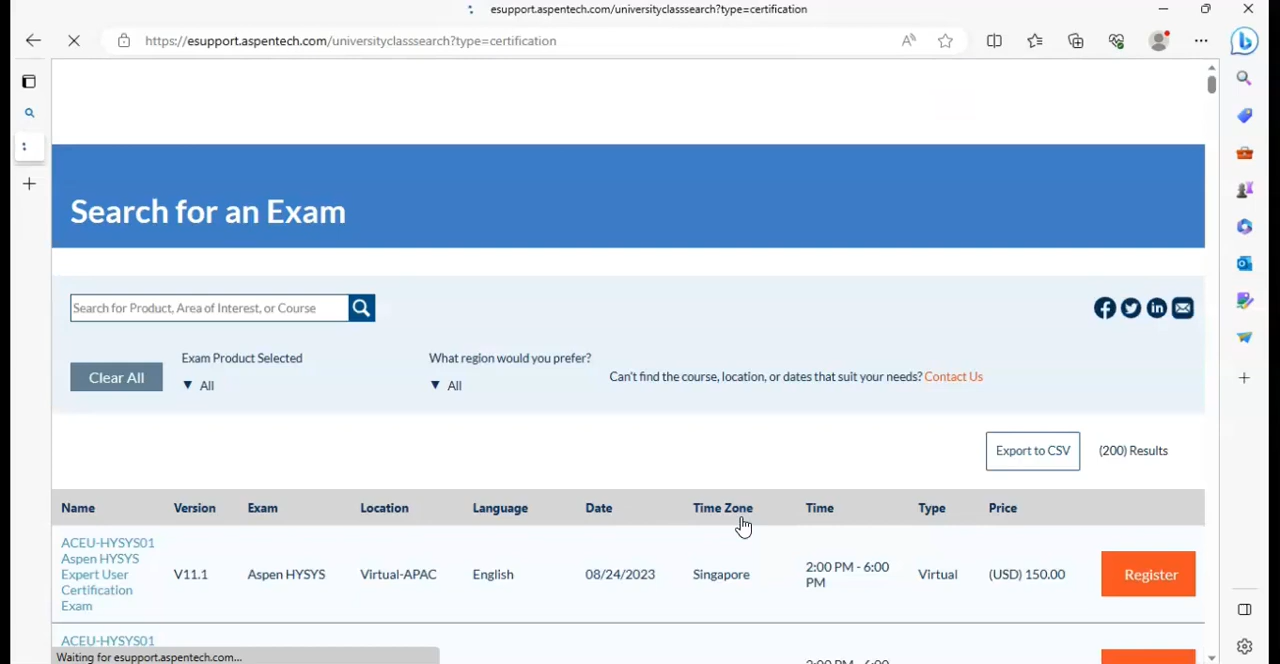 esupport.aspentech.com/universityclasssearch?type=certification
https://esupport.aspentech.com/universityclasssearch?type=certification
Search for an Exam
Search for Product, Area of Interest, or Course
Exam Product Selected
What region would you prefer?
Clear All
▼ All
▼ All
Can't find the course, location, or dates that suit your needs? Contact Us
Export to CSV
(200) Results
Name Version Exam Location Language Date Time Zone Time Type Price
ACEU-HYSYS01
Aspen HYSYS
Expert User
Certification
Exam
V11.1
Aspen HYSYS
Virtual-APAC
English
08/24/2023
Singapore
2:00 PM - 6:00
PM
Virtual
(USD) 150.00
Register
ACEU-HYSYS01
Waiting for esupport.aspentech.com...